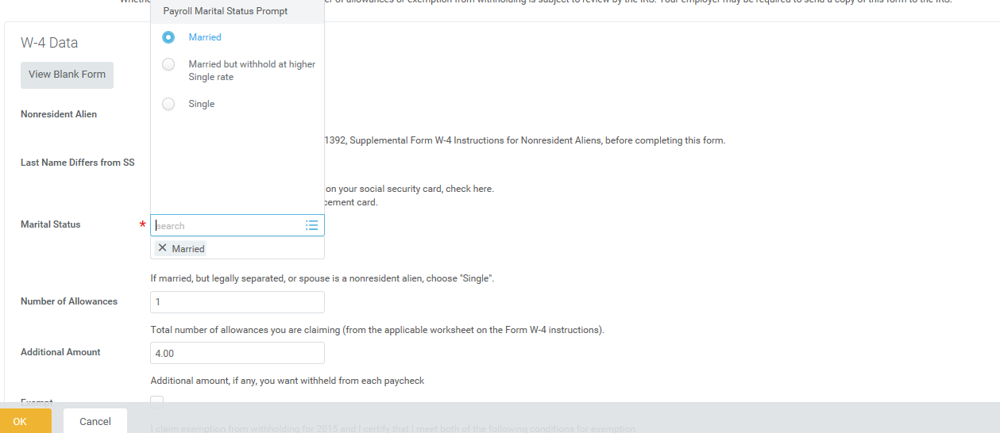 Payroll Marital Status Prompt
of allowances or exemption from withholding is subject to review by the IRS. Your employer may be required to send a copy of this form to the IRS.
W-4 Data
Married
View Blank Form
Married but withhold at higher
Single rate
Single
Nonresident Alien
1392, Supplemental Form W-4 Instructions for Nonresident Aliens, before completing this form.
Last Name Differs from SS
on your social security card, check here.
cement card.
Marital Status
*
search
× Married
If married, but legally separated, or spouse is a nonresident alien, choose "Single".
Number of Allowances
1
Total number of allowances you are claiming (from the applicable worksheet on the Form W-4 instructions).
Additional Amount
4.00
Additional amount, if any, you want withheld from each paycheck
Exempt
OK
Cancel
I claim exemption from withholding for 2015 and I certify that I meet both of the following conditions for exemption.